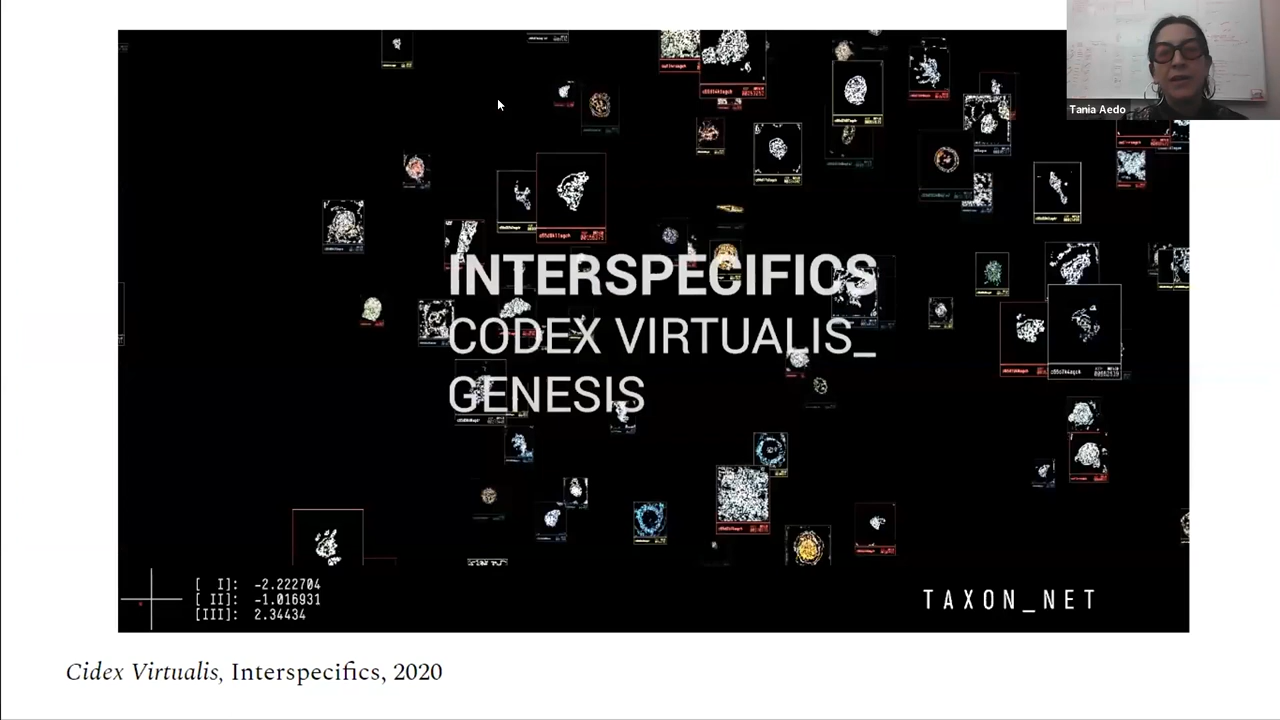 Tania Aedo
INTERSPECIFICS
CODEX VIRTUALIS_
GENESIS
[ I]: -2.222704
[ II]: -1.016931
[III]: 2.34434
TAXON_NET
Cidex Virtualis, Interspecifics, 2020